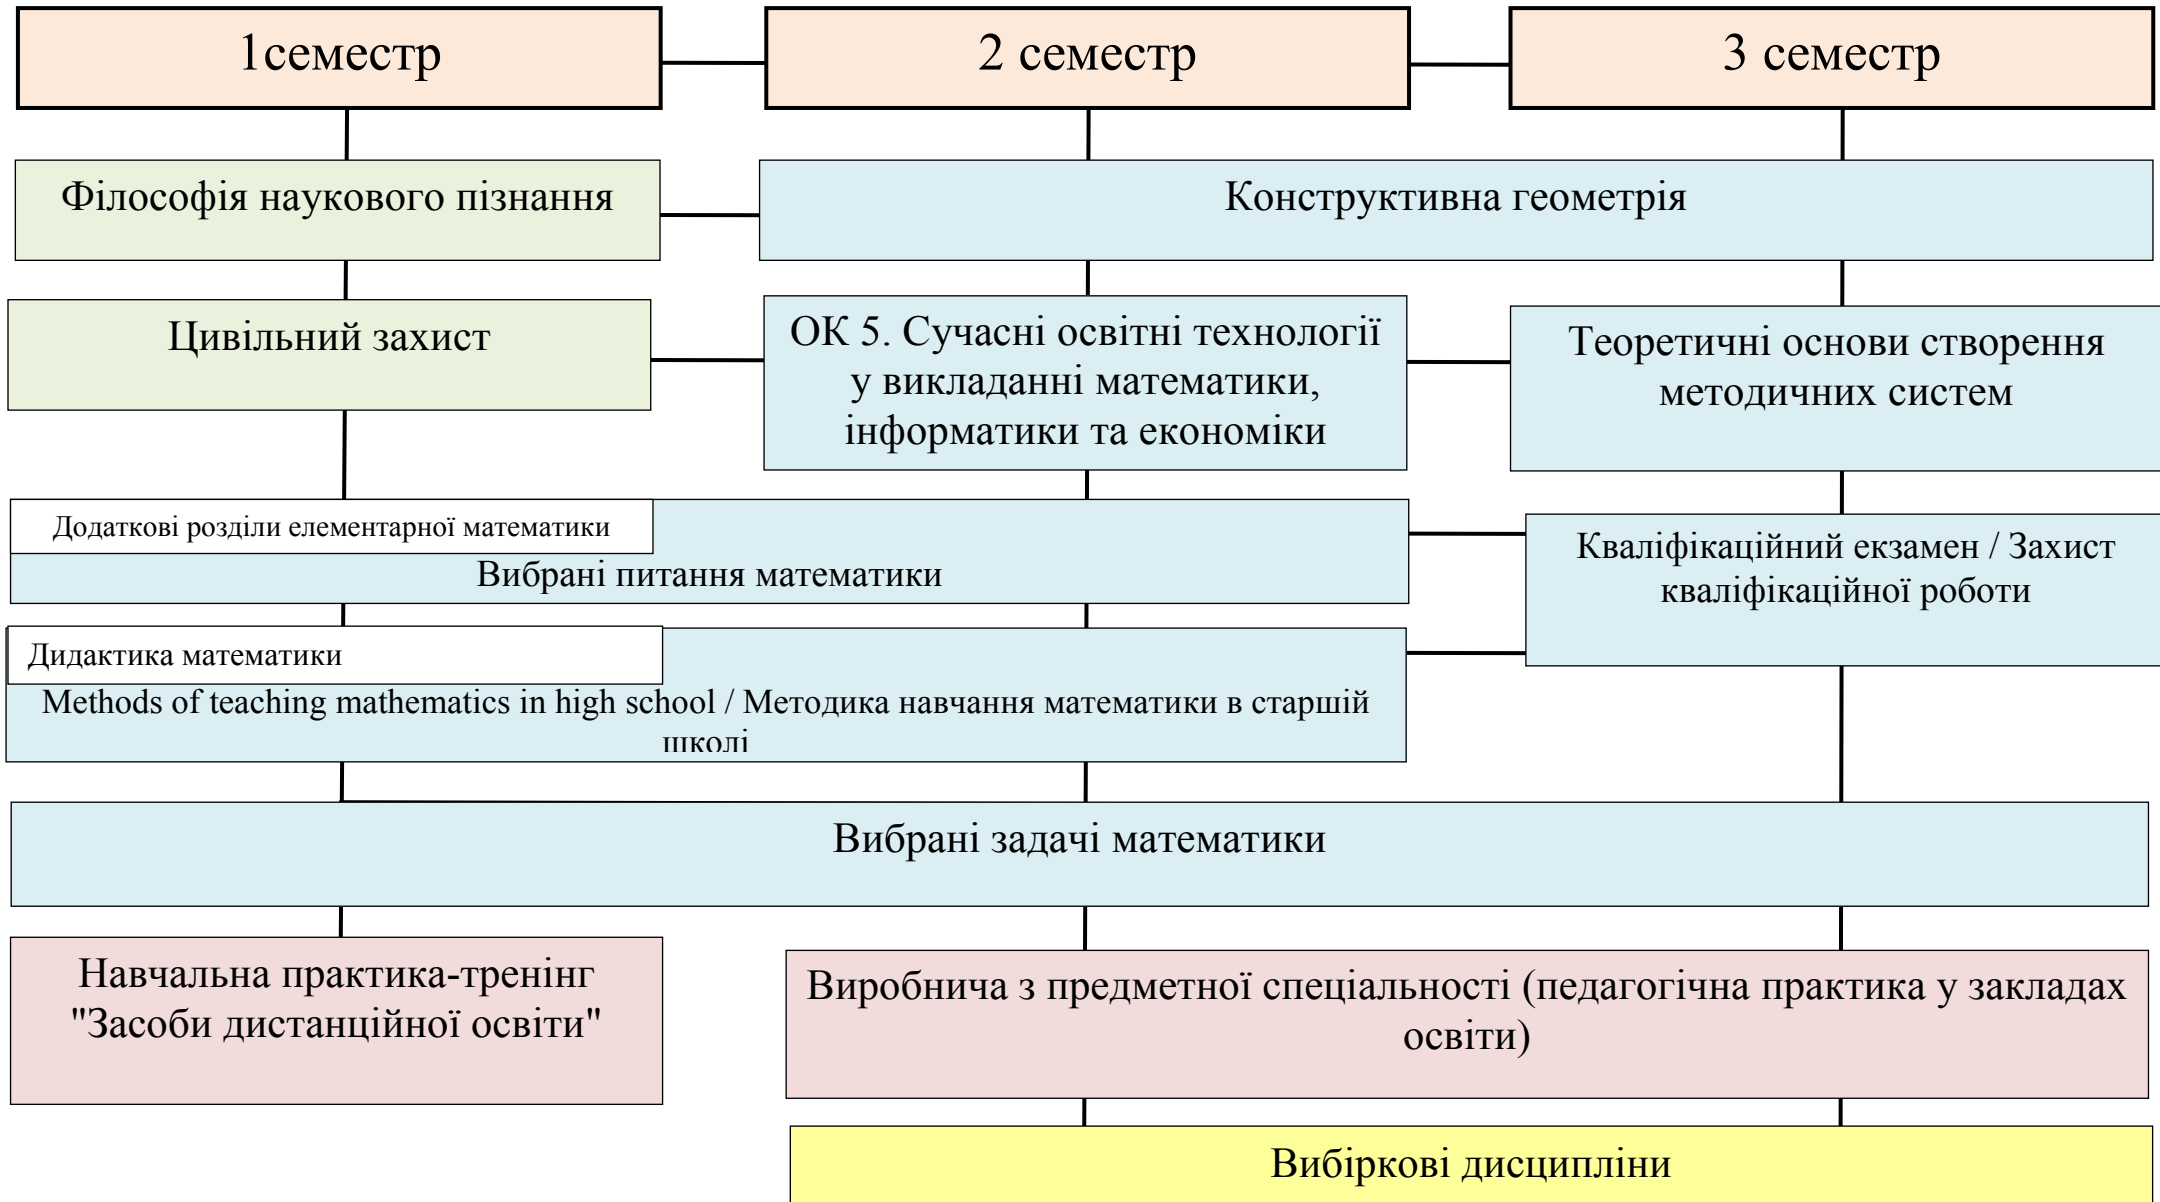 1семестр
2 семестр
3 семестр
Філософія наукового пізнання
Конструктивна геометрія
Цивільний захист
ОК 5. Сучасні освітні технології
у викладанні математики,
інформатики та економіки
Теоретичні основи створення
методичних систем
Додаткові розділи елементарної математики
Вибрані питання математики
Кваліфікаційний екзамен / Захист
кваліфікаційної роботи
Дидактика математики
Methods of teaching mathematics in high school / Методика навчання математики в старшій
школі
Вибрані задачі математики
Навчальна практика-тренінг
"Засоби дистанційної освіти"
Виробнича з предметної спеціальності (педагогічна практика у закладах
освіти)
Вибіркові дисципліни